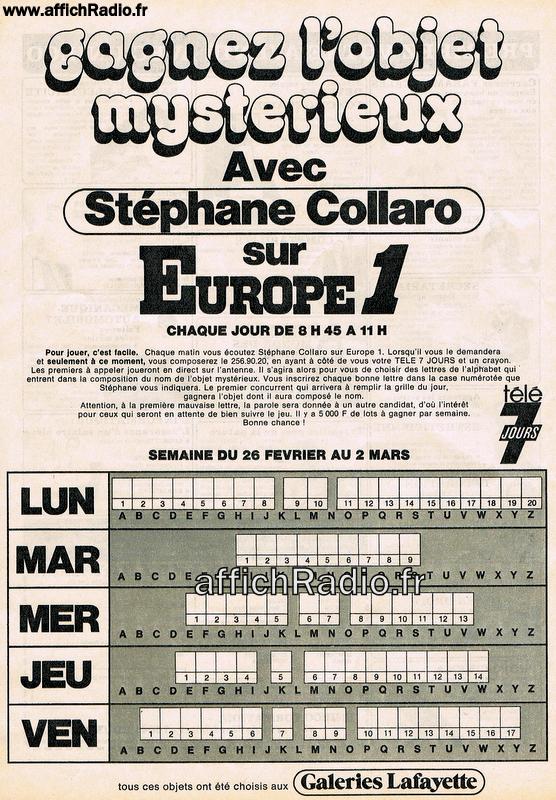 www.affichRadio.fr
gagnez l'objet
mysterieux
Avec
Stéphane Collaro
sur
EUROPE 1
CHAQUE JOUR DE 8 H 45 A 11 H
Pour jouer, c'est facile. Chaque matin vous écoutez Stéphane Collaro sur Europe 1. Lorsqu'il vous le demandera
et seulement à ce moment, vous composerez le 256.90.20, en ayant à côté de vous votre TELE 7 JOURS et un crayon.
Les premiers à appeler joueront en direct sur l'antenne. Il s'agira alors pour vous de choisir des lettres de l'alphabet qui
entrent dans la composition du nom de l'objet mystérieux. Vous inscrirez chaque bonne lettre dans la case numérotée que
Stéphane vous indiquera. Le premier concurrent qui arrivera à remplir la grille du jour,
gagnera l'objet dont il aura composé le nom.
Attention, à la première mauvaise lettre, la parole sera donnée à un autre candidat, d'où l'intérêt
pour ceux qui seront en attente de bien suivre le jeu. Il y a 5 000 F de lots à gagner par semaine.
Bonne chance !
télé
7
JOURS
SEMAINE DU 26 FEVRIER AU 2 MARS
LUN
1 2 3 4 5 6 7 8 9 10 11 12 13 14 15 16 17 18 19 20
A B C D E F G H I J K L M N O P Q R S T U V W X Y Z
MAR
1 2 3 4 5 6 7 8 9
A B C D E F G H I J K L M N O P Q R S T U V W X Y Z
affichRadio.fr
MER
1 2 3 4 5 6 7 8 9 10 11 12 13
A B C D E F G H I J K L M N O P Q R S T U V W X Y Z
JEU
1 2 3 4 5 6 7 8 9 10 11 12 13 14
A B C D E F G H I J K L M N O P Q R S T U V W X Y Z
VEN
1 2 3 4 5 6 7 8 9 10 11 12 13 14 15 16 17
A B C D E F G H I J K L M N O P Q R S T U V W X Y Z
tous ces objets ont été choisis aux Galeries Lafayette